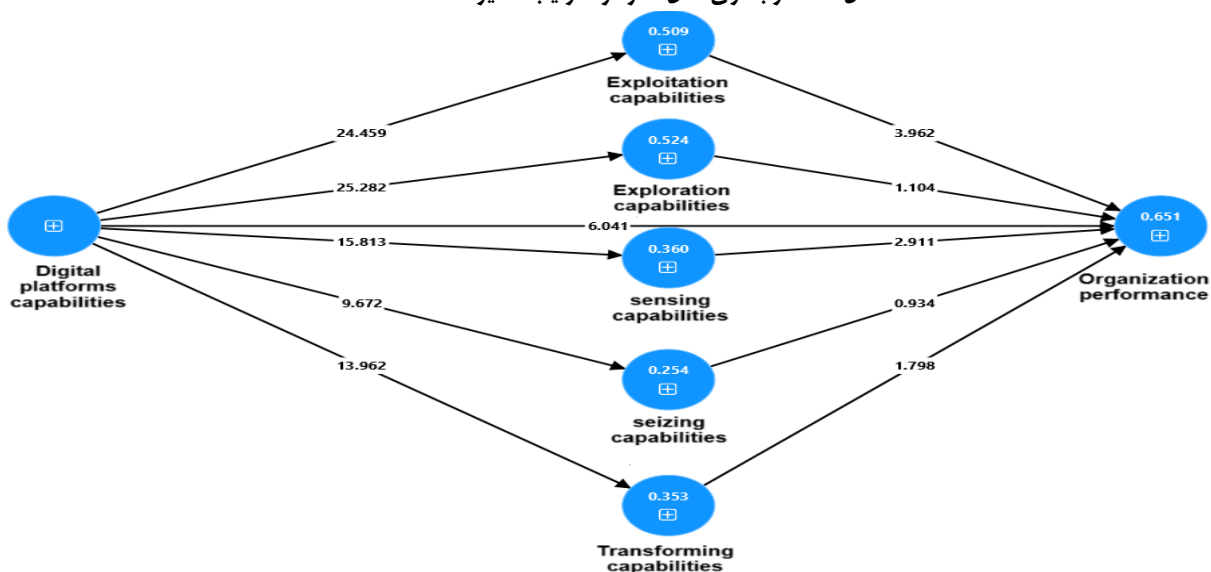 0.509
Exploitation
capabilities
24.459
3.962
0.524
Exploration
capabilities
25.282
1.104
Digital
platforms
capabilities
6.041
0.651
Organization
performance
15.813
0.360
sensing
capabilities
2.911
9.672
0.254
seizing
capabilities
0.934
13.962
0.353
Transforming
capabilities
1.798